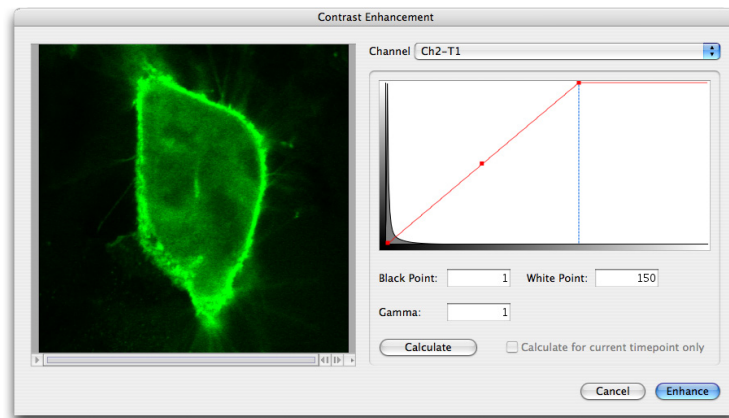 Contrast Enhancement
Channel Ch2-T1
Black Point: 1 White Point: 150
Gamma: 1
Calculate Calculate for current timepoint only
Cancel Enhance